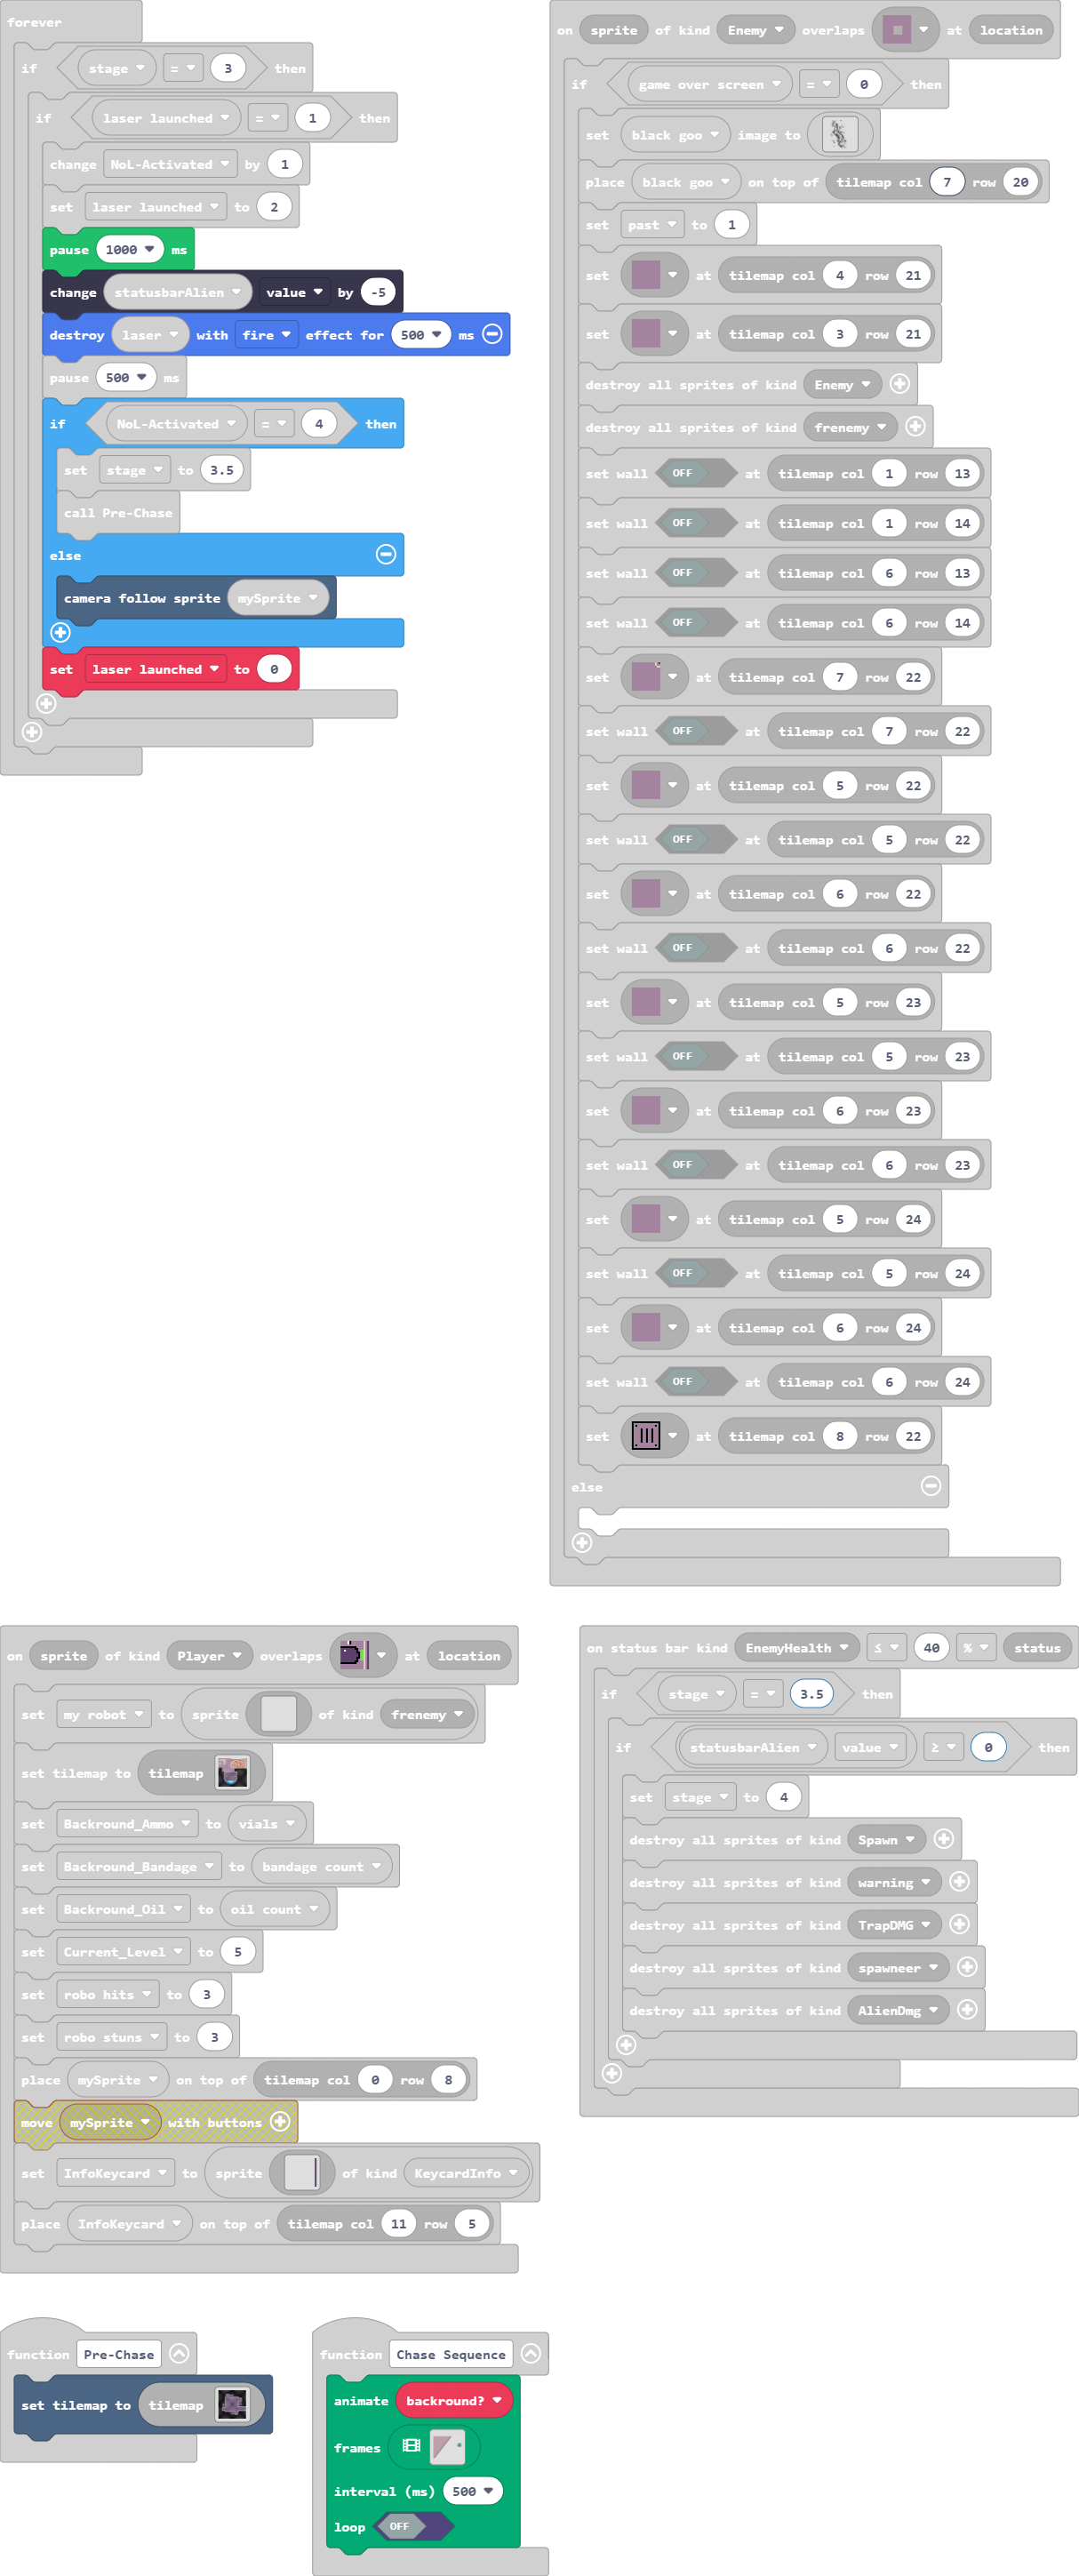 forever
if stage = 3 then
if laser launched = 1 then
change NoL-Activated by 1
set laser launched to 2
pause 1000 ms
change statusbarAlien value by -5
destroy laser with fire effect for 500 ms
pause 500 ms
if NoL-Activated = 4 then
set stage to 3.5
call Pre-Chase
else
camera follow sprite mySprite
set laser launched to 0
on sprite of kind Enemy overlaps at location
if game over screen = 0 then
set black goo image to
place black goo on top of tilemap col 7 row 20
set past to 1
set at tilemap col 4 row 21
set at tilemap col 3 row 21
destroy all sprites of kind Enemy
destroy all sprites of kind frenemy
set wall OFF at tilemap col 1 row 13
set wall OFF at tilemap col 1 row 14
set wall OFF at tilemap col 6 row 13
set wall OFF at tilemap col 6 row 14
set at tilemap col 7 row 22
set wall OFF at tilemap col 7 row 22
set at tilemap col 5 row 22
set wall OFF at tilemap col 5 row 22
set at tilemap col 6 row 22
set wall OFF at tilemap col 6 row 22
set at tilemap col 5 row 23
set wall OFF at tilemap col 5 row 23
set at tilemap col 6 row 23
set wall OFF at tilemap col 6 row 23
set at tilemap col 5 row 24
set wall OFF at tilemap col 5 row 24
set at tilemap col 6 row 24
set wall OFF at tilemap col 6 row 24
set at tilemap col 8 row 22
else
on sprite of kind Player overlaps at location
set my robot to sprite of kind frenemy
set tilemap to tilemap
set Backround_Ammo to vials
set Backround_Bandage to bandage count
set Backround_Oil to oil count
set Current_Level to 5
set robo hits to 3
set robo stuns to 3
place mySprite on top of tilemap col 0 row 8
move mySprite with buttons
set InfoKeycard to sprite of kind KeycardInfo
place InfoKeycard on top of tilemap col 11 row 5
on status bar kind EnemyHealth ≤ 40 % status
if stage = 3.5 then
if statusbarAlien value ≥ 0 then
set stage to 4
destroy all sprites of kind Spawn
destroy all sprites of kind warning
destroy all sprites of kind TrapDMG
destroy all sprites of kind spawneer
destroy all sprites of kind AlienDmg
function Pre-Chase
set tilemap to tilemap
function Chase Sequence
animate backround?
frames
interval (ms) 500
loop OFF